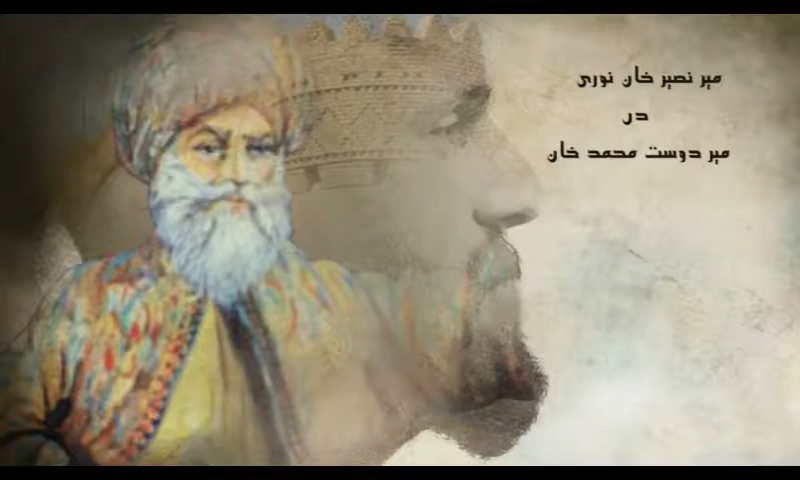 میر نصیر خان نوری
در
میر دوست محمد خان